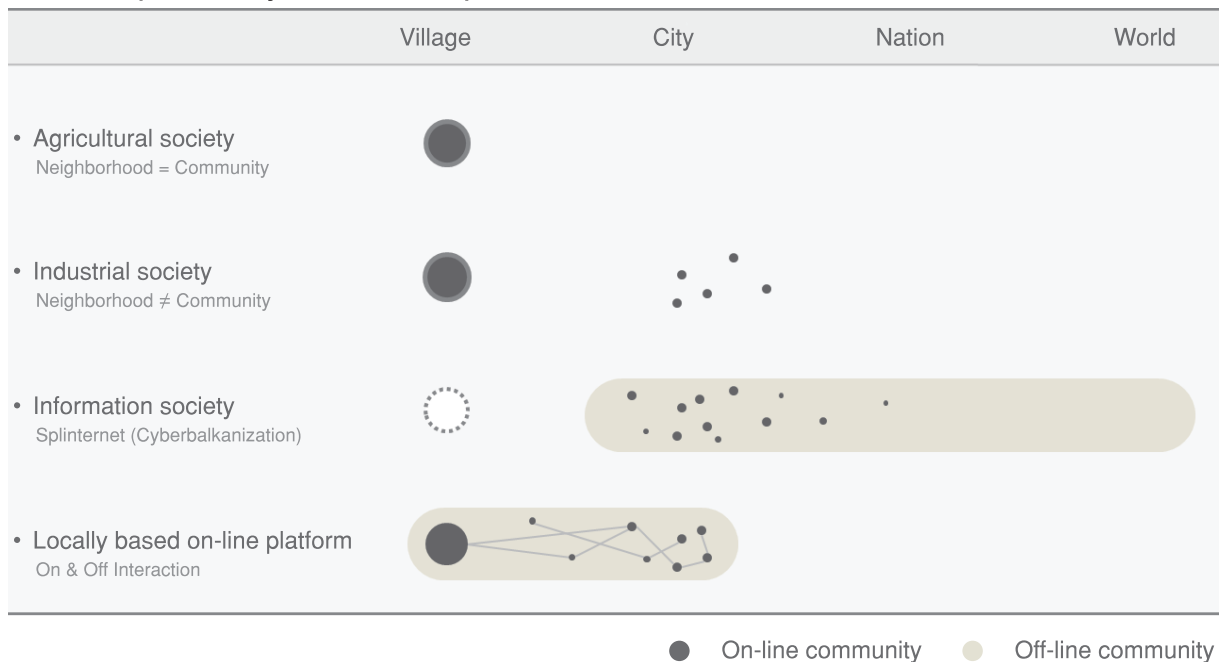 Village City Nation World
• Agricultural society
Neighborhood = Community
• Industrial society
Neighborhood ≠ Community
• Information society
Splinternet (Cyberbalkanization)
• Locally based on-line platform
On & Off Interaction
On-line community Off-line community